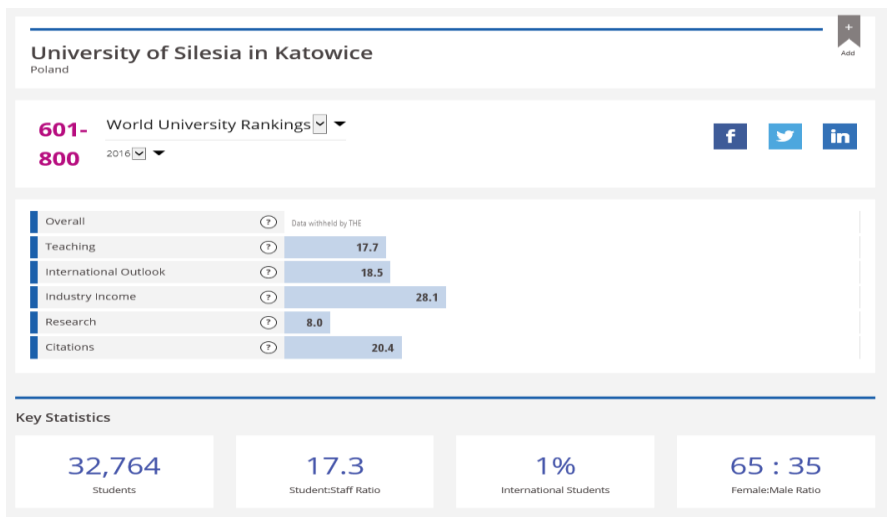 +
University of Silesia in Katowice
Add
Poland
601-
800
World University Rankings
2016
f
in
Overall ? Data withheld by THE
Teaching ? 17.7
International Outlook ? 18.5
Industry Income ? 28.1
Research ? 8.0
Citations ? 20.4
Key Statistics
32,764 17.3 1% 65 : 35
Students Student:Staff Ratio International Students Female:Male Ratio